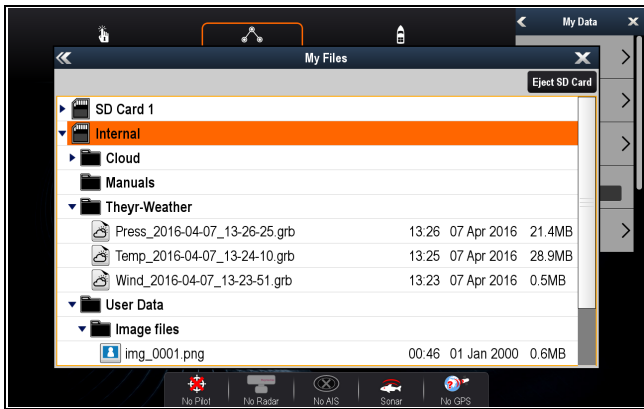 My Data
My Files
Eject SD Card
SD Card 1
Internal
Cloud
Manuals
Theyr-Weather
Press_2016-04-07_13-26-25.grb 13:26 07 Apr 2016 21.4MB
Temp_2016-04-07_13-24-10.grb 13:25 07 Apr 2016 28.9MB
Wind_2016-04-07_13-23-51.grb 13:23 07 Apr 2016 0.5MB
User Data
Image files
img_0001.png 00:46 01 Jan 2000 0.6MB
No Pilot No Radar No AIS Sonar No GPS